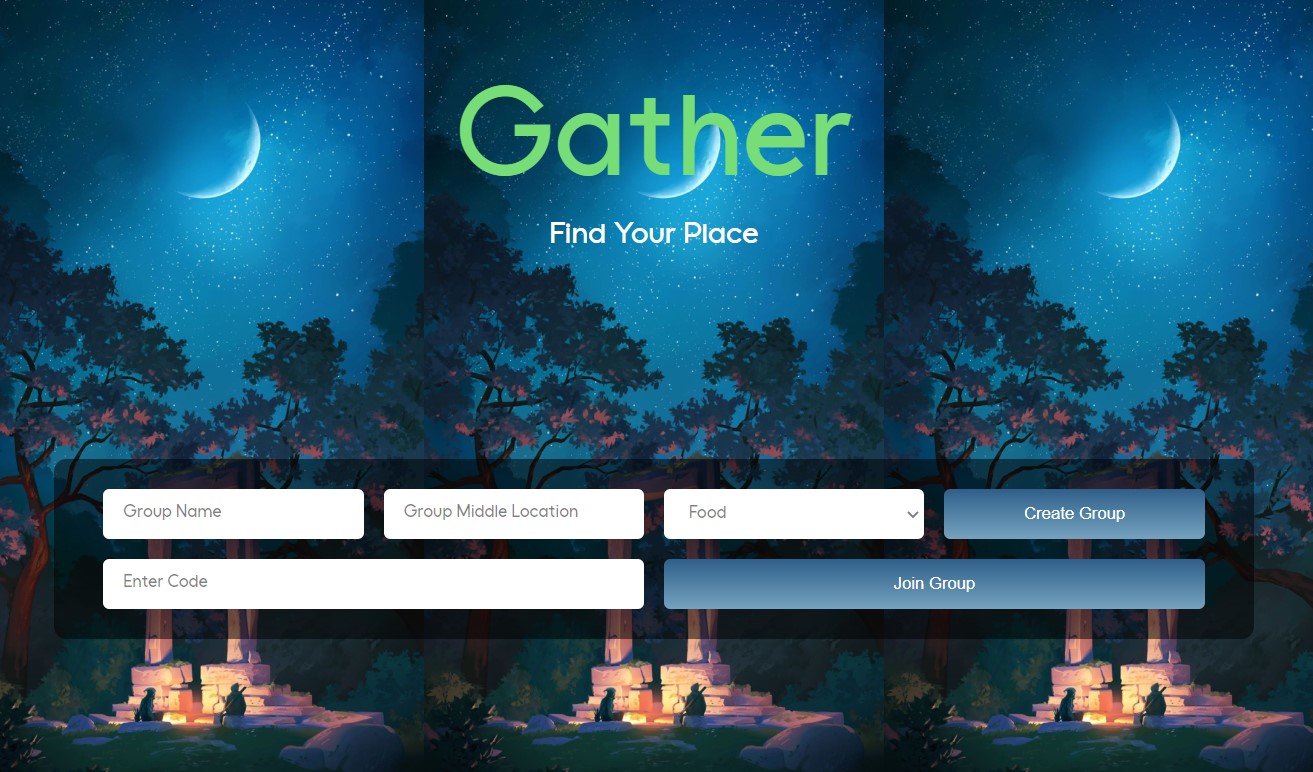 Gather
Find Your Place
Group Name
Group Middle Location
Food
Create Group
Enter Code
Join Group